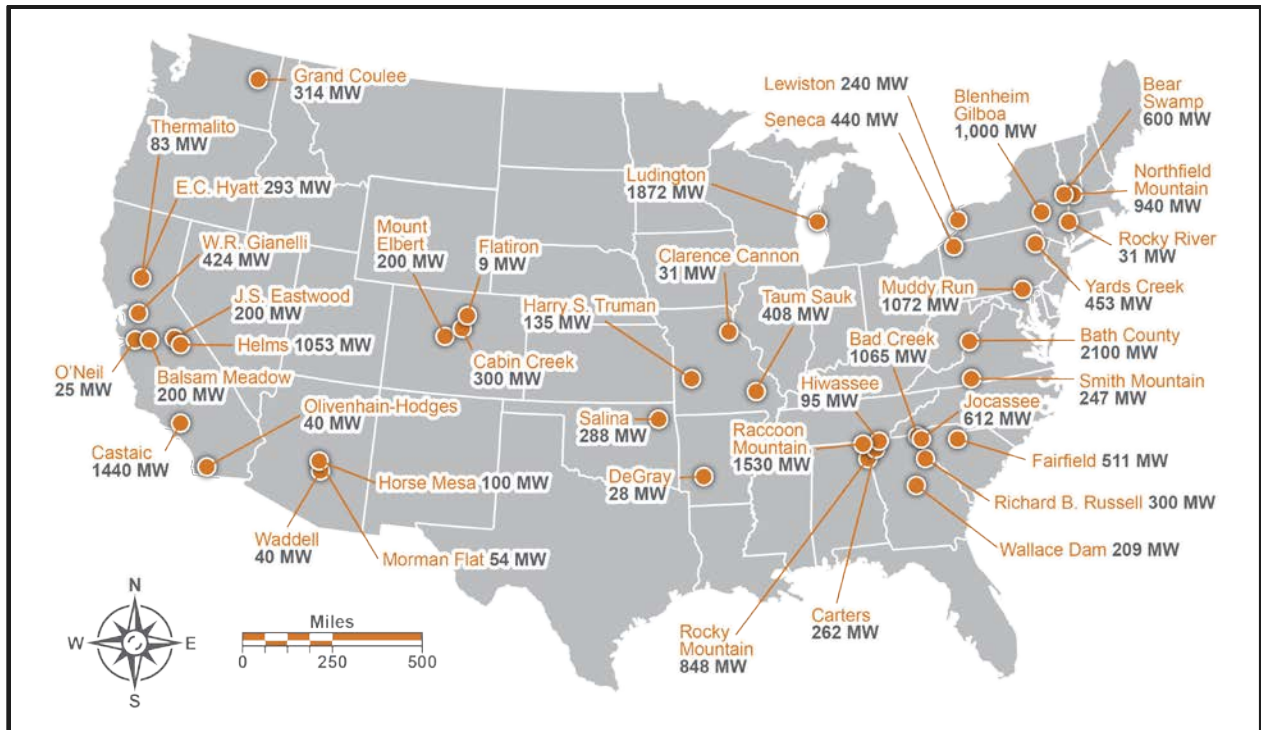 Grand Coulee
314 MW
Thermalito
83 MW
E.C. Hyatt 293 MW
W.R. Gianelli
424 MW
J.S. Eastwood
200 MW
Helms 1053 MW
O'Neil
25 MW
Balsam Meadow
200 MW
Castaic
1440 MW
Olivenhain-Hodges
40 MW
Waddell
40 MW
Horse Mesa 100 MW
Morman Flat 54 MW
Mount
Elbert
200 MW
Flatiron
9 MW
Cabin Creek
300 MW
Harry S. Truman
135 MW
Clarence Cannon
31 MW
Taum Sauk
408 MW
Salina
288 MW
DeGray
28 MW
Ludington
1872 MW
Lewiston 240 MW
Seneca 440 MW
Blenheim
Gilboa
1,000 MW
Bear
Swamp
600 MW
Northfield
Mountain
940 MW
Rocky River
31 MW
Yards Creek
453 MW
Muddy Run
1072 MW
Bath County
2100 MW
Smith Mountain
247 MW
Bad Creek
1065 MW
Hiwassee
95 MW
Jocassee
612 MW
Raccoon
Mountain
1530 MW
Fairfield 511 MW
Richard B. Russell 300 MW
Wallace Dam 209 MW
Carters
262 MW
Rocky
Mountain
848 MW
N
W E
S
Miles
0 250 500